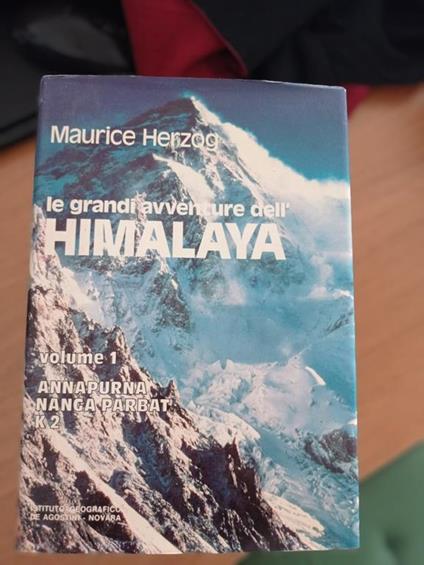 Maurice Herzog
le grandi avventure dell'
HIMALAYA
volume 1
ANNAPURNA
NANGA PARBAT
K 2
ISTITUTO GEOGRAFICO
DE AGOSTINI - NOVARA